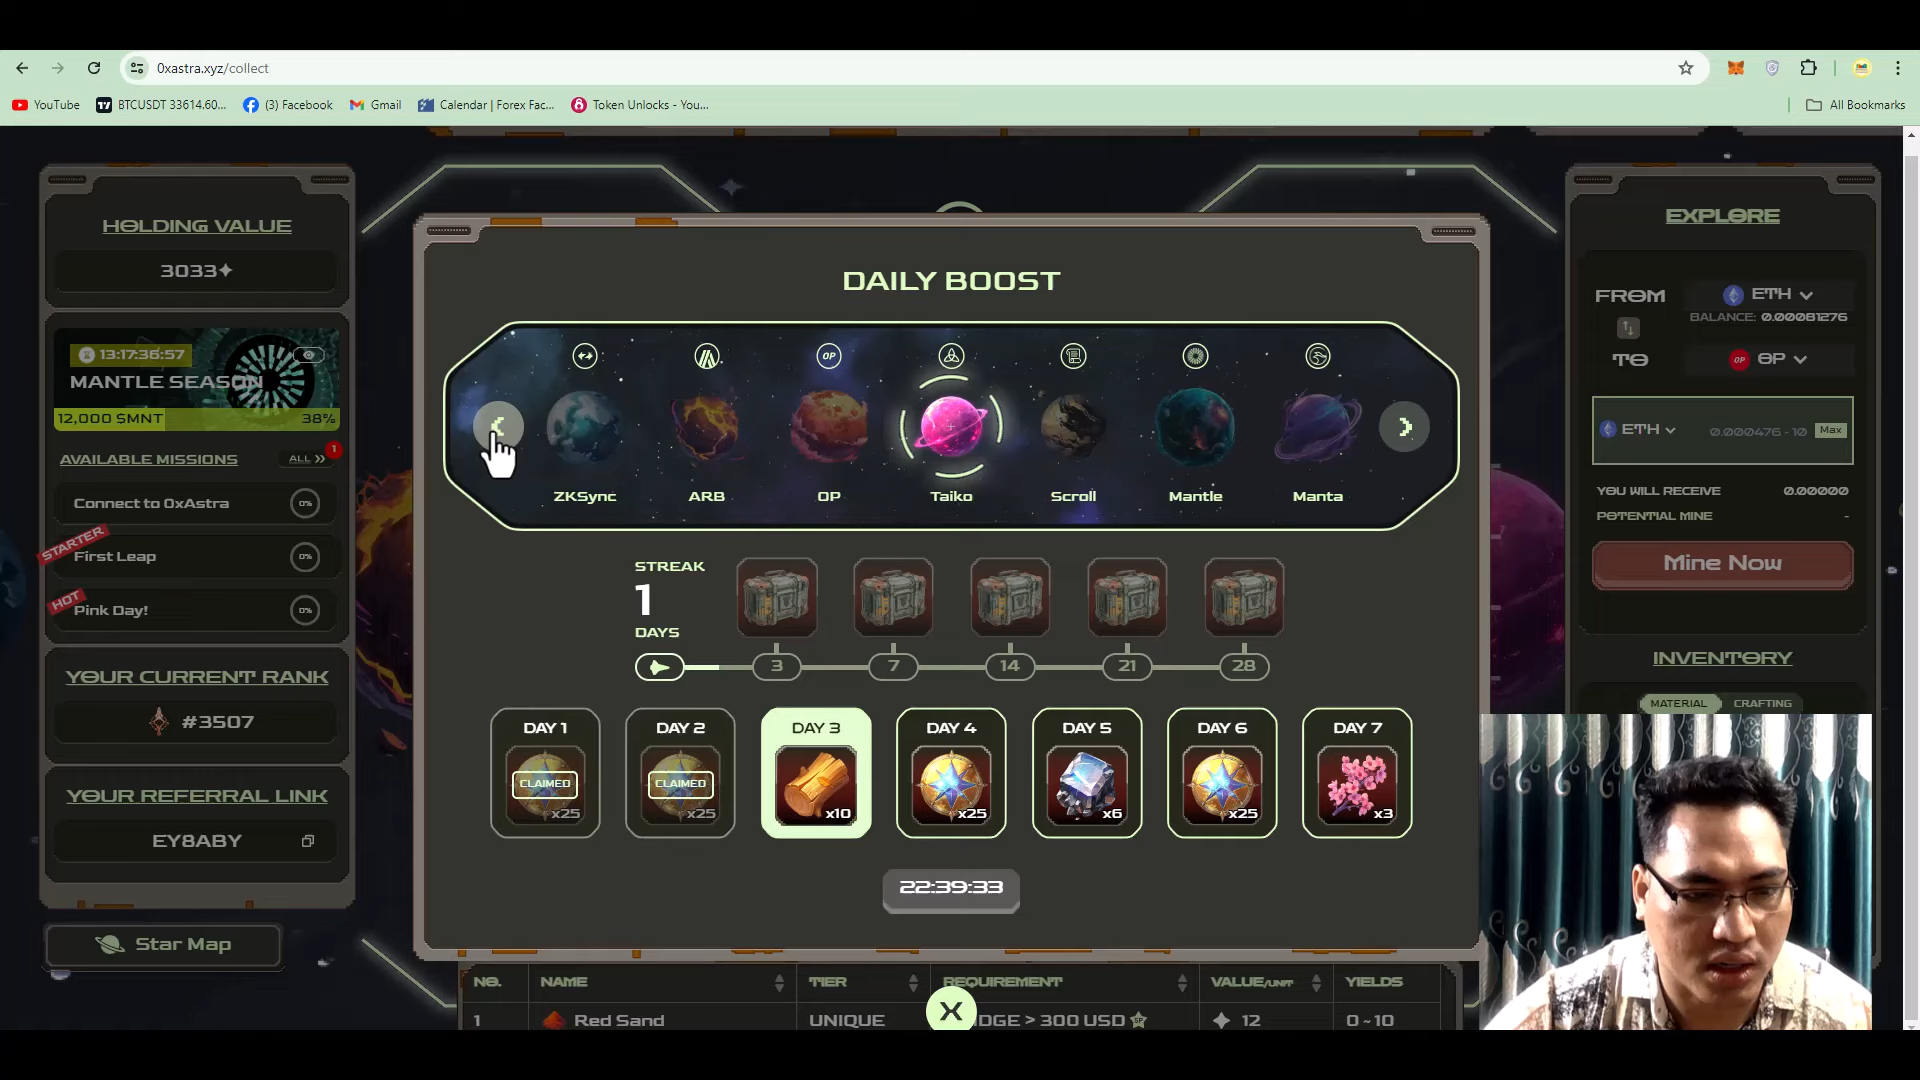 0xastra.xyz/collect
YouTube
BTCUSDT 33614.60...
(3) Facebook
Gmail
Calendar | Forex Fac...
Token Unlocks - You...
All Bookmarks
HOLDING VALUE
3033
13:17:36:57
MANTLE SEASON
12,000 $MNT
38%
AVAILABLE MISSIONS
ALL
1
Connect to 0xAstra
0%
STARTER
First Leap
0%
HOT
Pink Day!
0%
YOUR CURRENT RANK
#3507
YOUR REFERRAL LINK
EY8ABY
Star Map
DAILY BOOST
OP
ZKSync
ARB
OP
Taiko
Scroll
Mantle
Manta
STREAK
1
DAYS
3
7
14
21
28
DAY 1
CLAIMED
x25
DAY 2
CLAIMED
x25
DAY 3
x10
DAY 4
x25
DAY 5
x6
DAY 6
x25
DAY 7
x3
22:39:33
NO.
NAME
TIER
REQUIREMENT
VALUE/UNIT
YIELDS
1
Red Sand
UNIQUE
DGE > 300 USD
12
0~10
X
EXPLORE
FROM
ETH
BALANCE: 0.00081276
TO
OP
OP
ETH
0.000476-10
Max
YOU WILL RECEIVE
0.00000
POTENTIAL MINE
-
Mine Now
INVENTORY
MATERIAL
CRAFTING